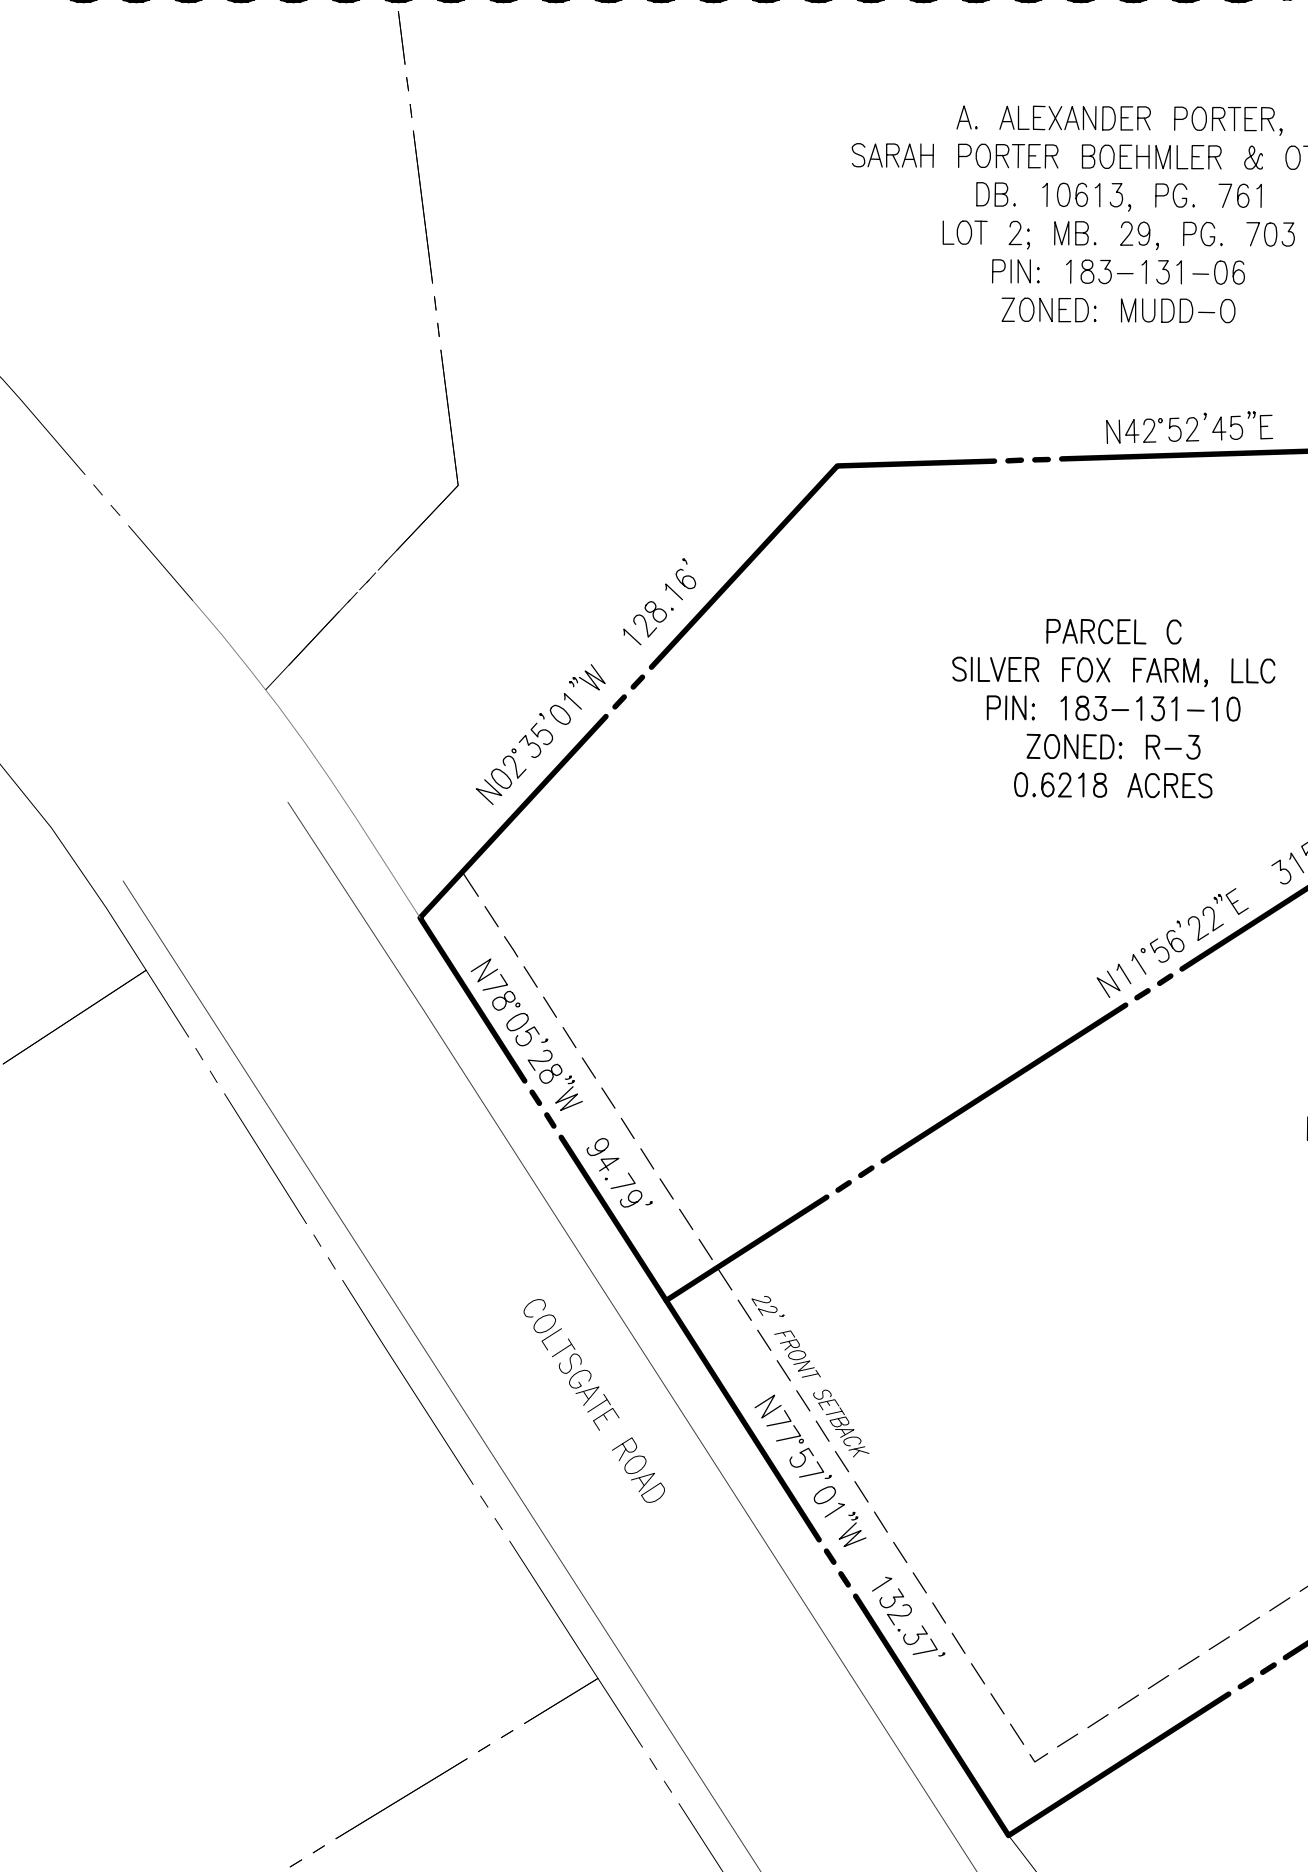 A. ALEXANDER PORTER,
SARAH PORTER BOEHMLER &
DB. 10613, PG. 761
LOT 2; MB. 29, PG. 703
PIN: 183-131-06
ZONED: MUDD-O
N42°52'45"E
N02°35'01"W 128.16'
PARCEL C
SILVER FOX FARM, LLC
PIN: 183-131-10
ZONED: R-3
0.6218 ACRES
N11°56'22"E
N78°05'28"W 94.79'
22' FRONT SETBACK
COLTSGATE ROAD
N77°57'01"W 132.37'